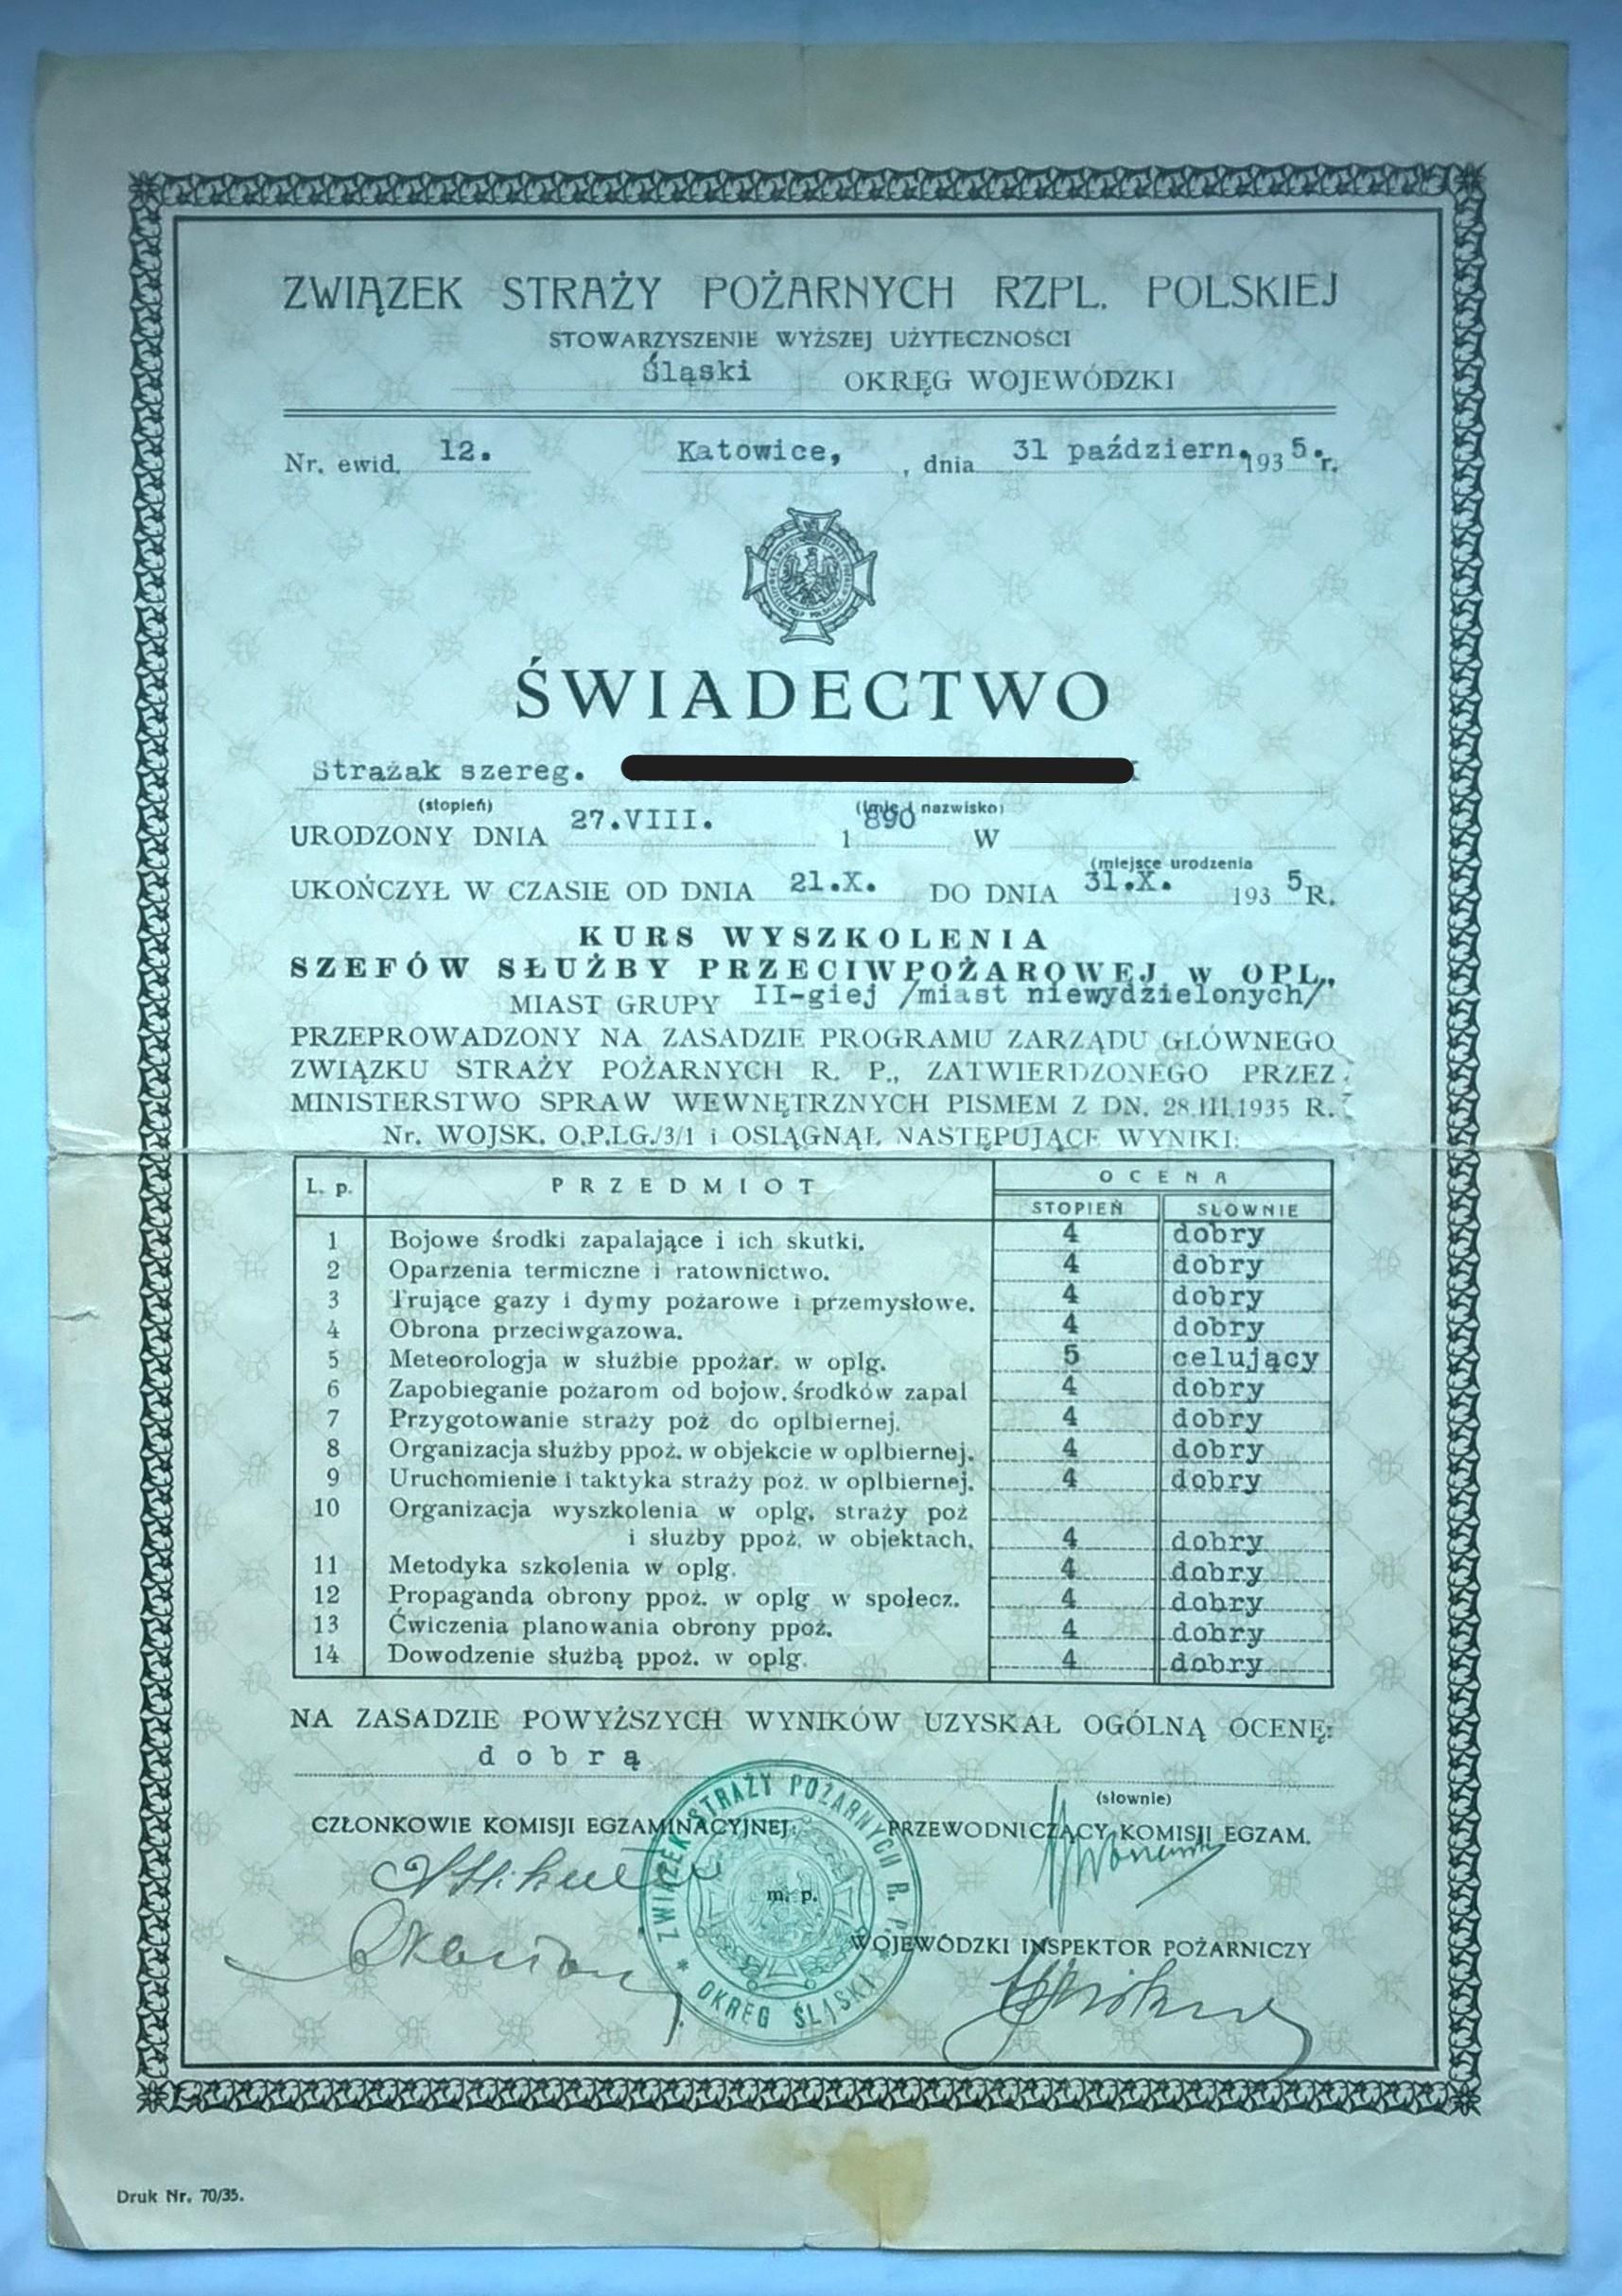 ZWIĄZEK STRAŻY POŻARNYCH RZPL. POLSKIEJ
STOWARZYSZENIE WYŻSZEJ UŻYTECZNOŚCI
Śląski OKRĘG WOJEWÓDZKI
Nr. ewid. 12. Katowice, , dnia 31 październ. 1935.r.
ŚWIADECTWO
Strażak szereg.
(stopień) (imię i nazwisko)
URODZONY DNIA 27.VIII. 1890 W
(miejsce urodzenia
UKOŃCZYŁ W CZASIE OD DNIA 21.X. DO DNIA 31.X. 1935 R.
KURS WYSZKOLENIA
SZEFÓW SŁUŻBY PRZECIWPOŻAROWEJ w OPL.,
MIAST GRUPY II-giej /miast niewydzielonych/
PRZEPROWADZONY NA ZASADZIE PROGRAMU ZARZĄDU GŁÓWNEGO
ZWIĄZKU STRAŻY POŻARNYCH R. P., ZATWIERDZONEGO PRZEZ
MINISTERSTWO SPRAW WEWNĘTRZNYCH PISMEM Z DN. 28.III.1935 R.
Nr. WOJSK. O.P.LG./3/1 i OSIĄGNĄŁ NASTĘPUJĄCE WYNIKI:
L. p. PRZEDMIOT OCENA
STOPIEŃ SŁOWNIE
1 Bojowe środki zapalające i ich skutki. 4 dobry
2 Oparzenia termiczne i ratownictwo. 4 dobry
3 Trujące gazy i dymy pożarowe i przemysłowe. 4 dobry
4 Obrona przeciwgazowa. 4 dobry
5 Meteorologja w służbie ppożar. w oplg. 5 celujący
6 Zapobieganie pożarom od bojow. środków zapal 4 dobry
7 Przygotowanie straży poż do oplbiernej. 4 dobry
8 Organizacja służby ppoż. w objekcie w oplbiernej. 4 dobry
9 Uruchomienie i taktyka straży poż. w oplbiernej. 4 dobry
10 Organizacja wyszkolenia w oplg. straży poż
i służby ppoż. w objektach. 4 dobry
11 Metodyka szkolenia w oplg. 4 dobry
12 Propaganda obrony ppoż. w oplg w społecz. 4 dobry
13 Ćwiczenia planowania obrony ppoż. 4 dobry
14 Dowodzenie służbą ppoż. w oplg. 4 dobry
NA ZASADZIE POWYŻSZYCH WYNIKÓW UZYSKAŁ OGÓLNĄ OCENĘ:
dobrą
(słownie)
CZŁONKOWIE KOMISJI EGZAMINACYJNEJ: PRZEWODNICZĄCY KOMISJI EGZAM.
ZWIĄZEK STRAŻY POŻARNYCH R. P.
* OKRĘG ŚLĄSKI *
m. p.
WOJEWÓDZKI INSPEKTOR POŻARNICZY
Druk Nr. 70/35.